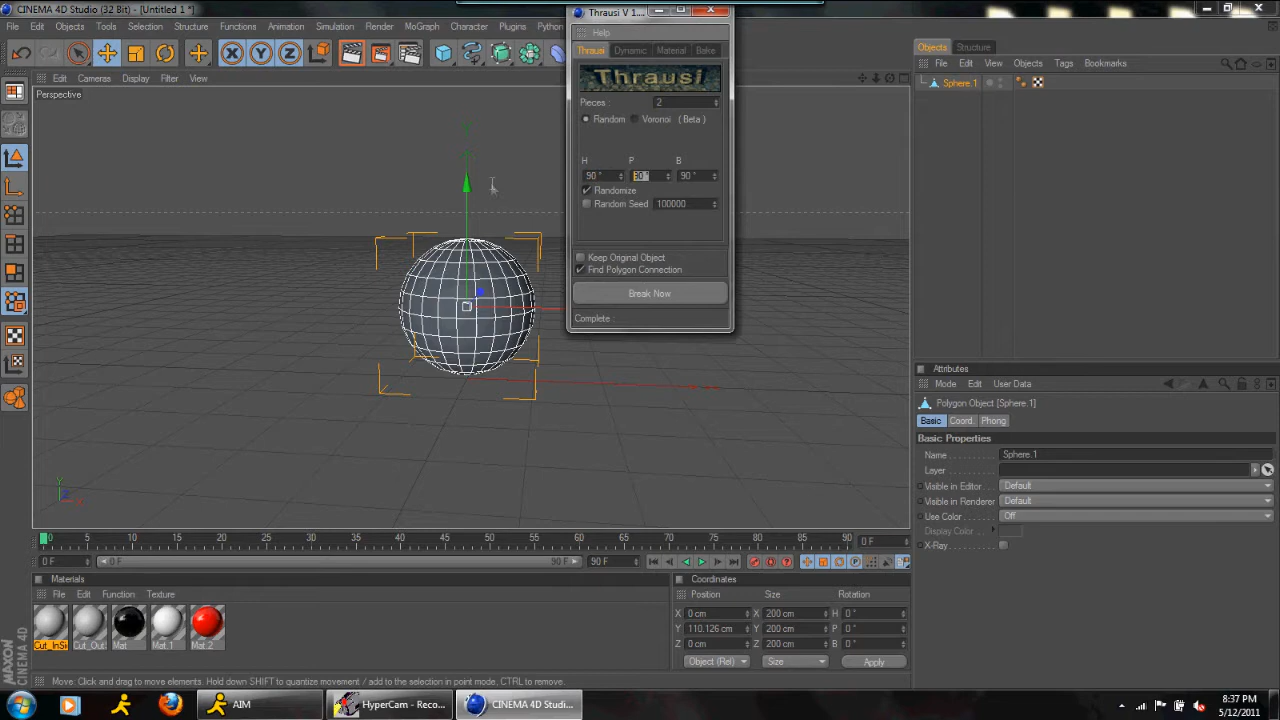 CINEMA 4D Studio (32 Bit) - [Untitled 1 *]
File Edit Objects Tools Selection Structure Functions Animation Simulation Render MoGraph Character Plugins Python
Edit Cameras Display Filter View
Perspective
Thrausi V 1....
Help
Thrausi Dynamic Material Bake
Thrausi
Pieces : 2
Random Voronoi ( Beta )
H P B
90 ° 90 ° 90 °
Randomize
Random Seed 100000
Keep Original Object
Find Polygon Connection
Break Now
Complete :
Objects Structure
File Edit View Objects Tags Bookmarks
Sphere.1
Attributes
Mode Edit User Data
Polygon Object [Sphere.1]
Basic Coord. Phong
Basic Properties
Name Sphere.1
Layer
Visible in Editor Default
Visible in Renderer Default
Use Color Off
Display Color
X-Ray
Y
X
Z
0 5 10 15 20 25 30 35 40 45 50 55 60 65 70 75 80 85 90 0 F
0 F 0 F 90 F 90 F
Materials
File Edit Function Texture
Cut_InSi Cut_Out Mat Mat.1 Mat.2
Coordinates
Position Size Rotation
X 0 cm X 200 cm H 0 °
Y 110.126 cm Y 200 cm P 0 °
Z 0 cm Z 200 cm B 0 °
Object (Rel) Size Apply
MAXON
CINEMA 4D
Move: Click and drag to move elements. Hold down SHIFT to quantize movement / add to the selection in point mode, CTRL to remove.
AIM
HyperCam - Reco...
CINEMA 4D Studi...
8:37 PM
5/12/2011